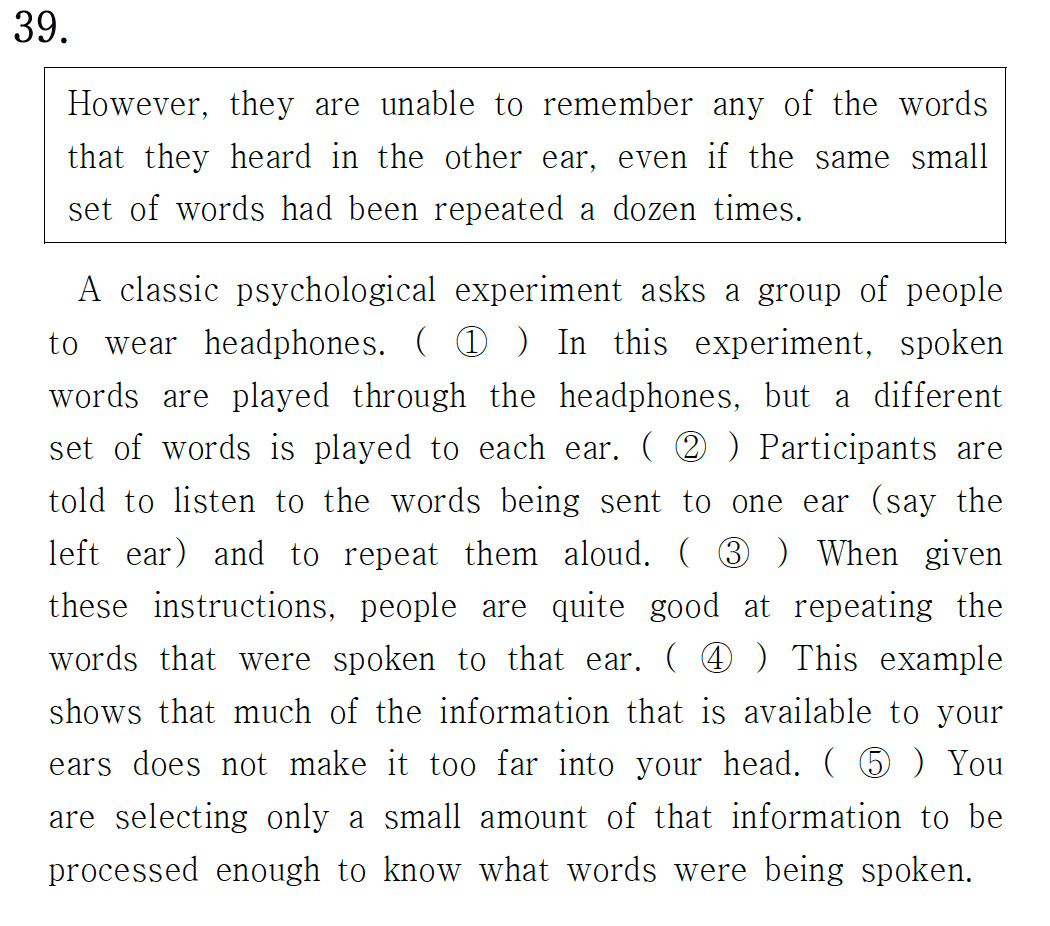 39.
However, they are unable to remember any of the words
that they heard in the other ear, even if the same small
set of words had been repeated a dozen times.
A classic psychological experiment asks a group of people
to wear headphones. ( ① ) In this experiment, spoken
words are played through the headphones, but a different
set of words is played to each ear. ( ② ) Participants are
told to listen to the words being sent to one ear (say the
left ear) and to repeat them aloud. ( ③ ) When given
these instructions, people are quite good at repeating the
words that were spoken to that ear. ( ④ ) This example
shows that much of the information that is available to your
ears does not make it too far into your head. ( ⑤ ) You
are selecting only a small amount of that information to be
processed enough to know what words were being spoken.